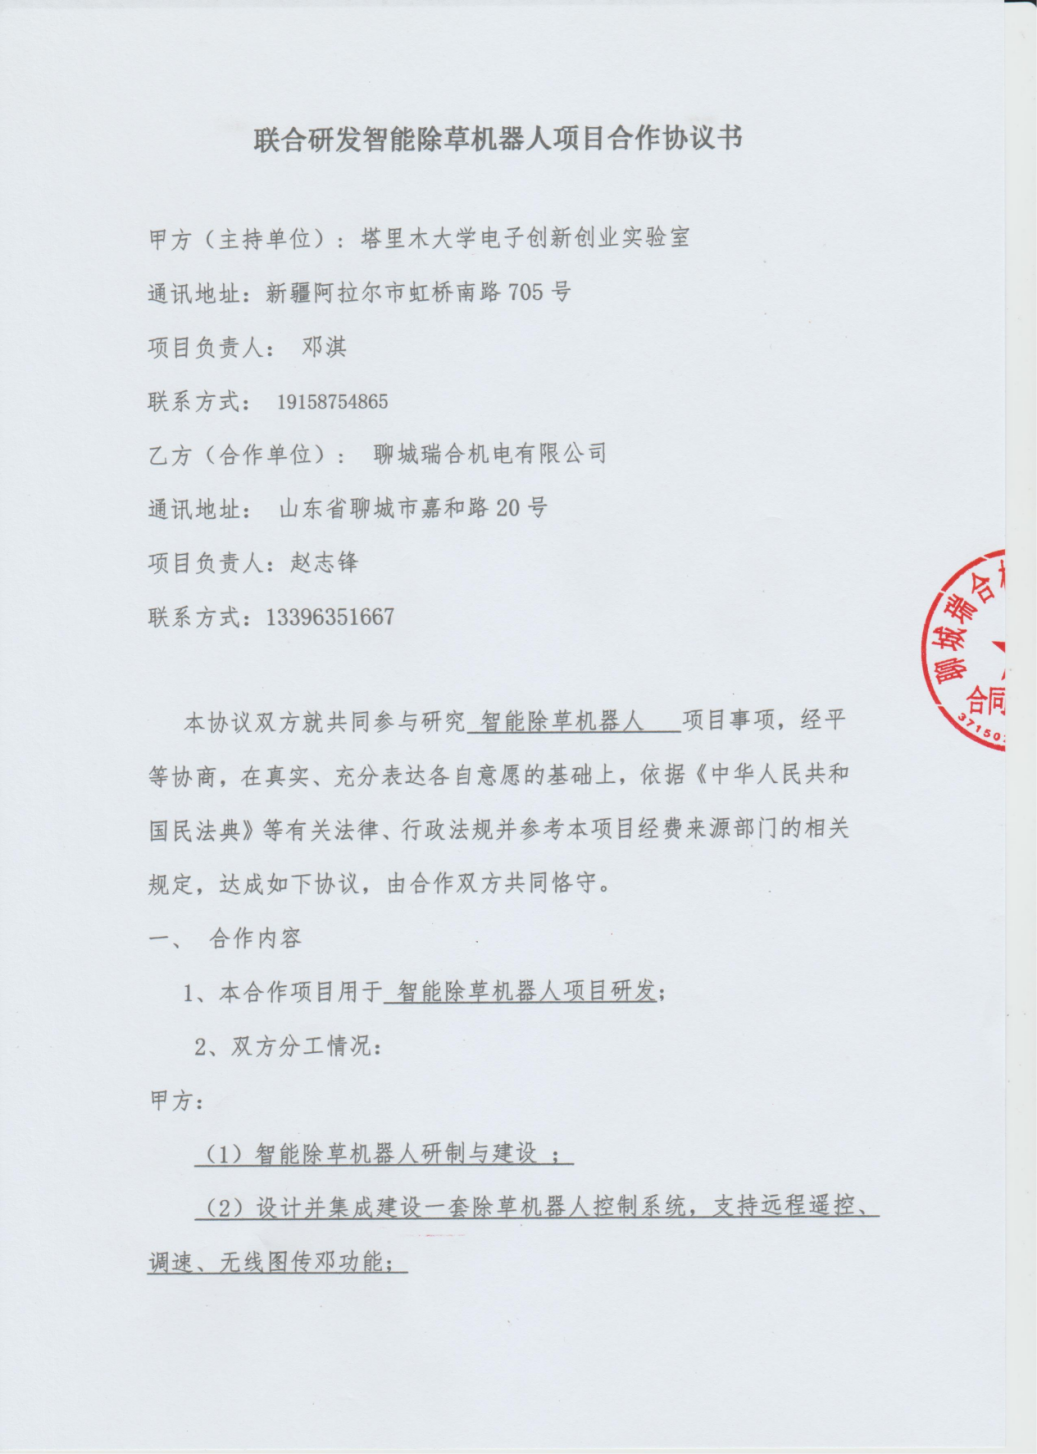 联合研发智能除草机器人项目合作协议书
甲方（主持单位）：塔里木大学电子创新创业实验室
通讯地址：新疆阿拉尔市虹桥南路 705 号
项目负责人： 邓淇
联系方式： 19158754865
乙方（合作单位）： 聊城瑞合机电有限公司
通讯地址： 山东省聊城市嘉和路 20 号
项目负责人：赵志锋
联系方式：13396351667
聊城瑞合
合同
37150
本协议双方就共同参与研究 智能除草机器人 项目事项，经平
等协商，在真实、充分表达各自意愿的基础上，依据《中华人民共和
国民法典》等有关法律、行政法规并参考本项目经费来源部门的相关
规定，达成如下协议，由合作双方共同恪守。
一、 合作内容
1、本合作项目用于 智能除草机器人项目研发；
2、双方分工情况：
甲方：
（1）智能除草机器人研制与建设 ；
（2）设计并集成建设一套除草机器人控制系统，支持远程遥控、
调速、无线图传邓功能；